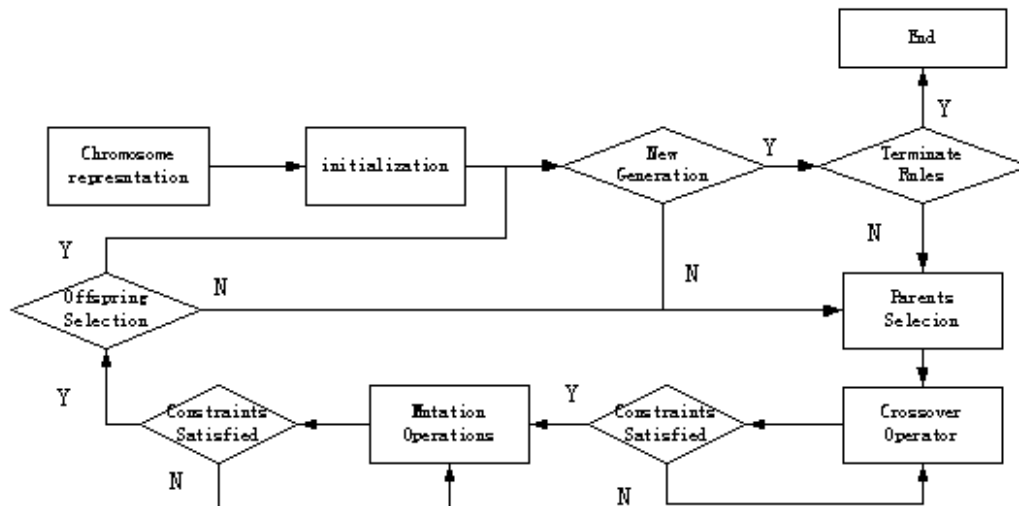 End
Y
Chromosome
represntation
initialization
New
Generation
Y
Terminate
Rules
Y
N
N
Offspring
Selection
N
Parents
Selecion
Y
Constraints
Satisfied
Mutation
Operations
Y
Constraints
Satisfied
Crossover
Operator
N
N